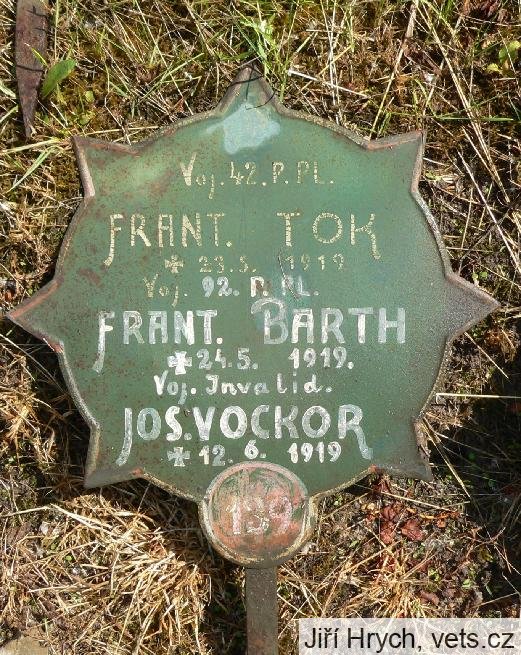 Voj. 42. P. PL.
FRANT. TOK
✠ 23. 5. 1919
Voj. 92. P. PL.
FRANT. BARTH
✠ 24. 5. 1919.
Voj. Invalid.
JOS. VOCKOR
✠ 12. 6. 1919
139
Jiří Hrych, vets.cz